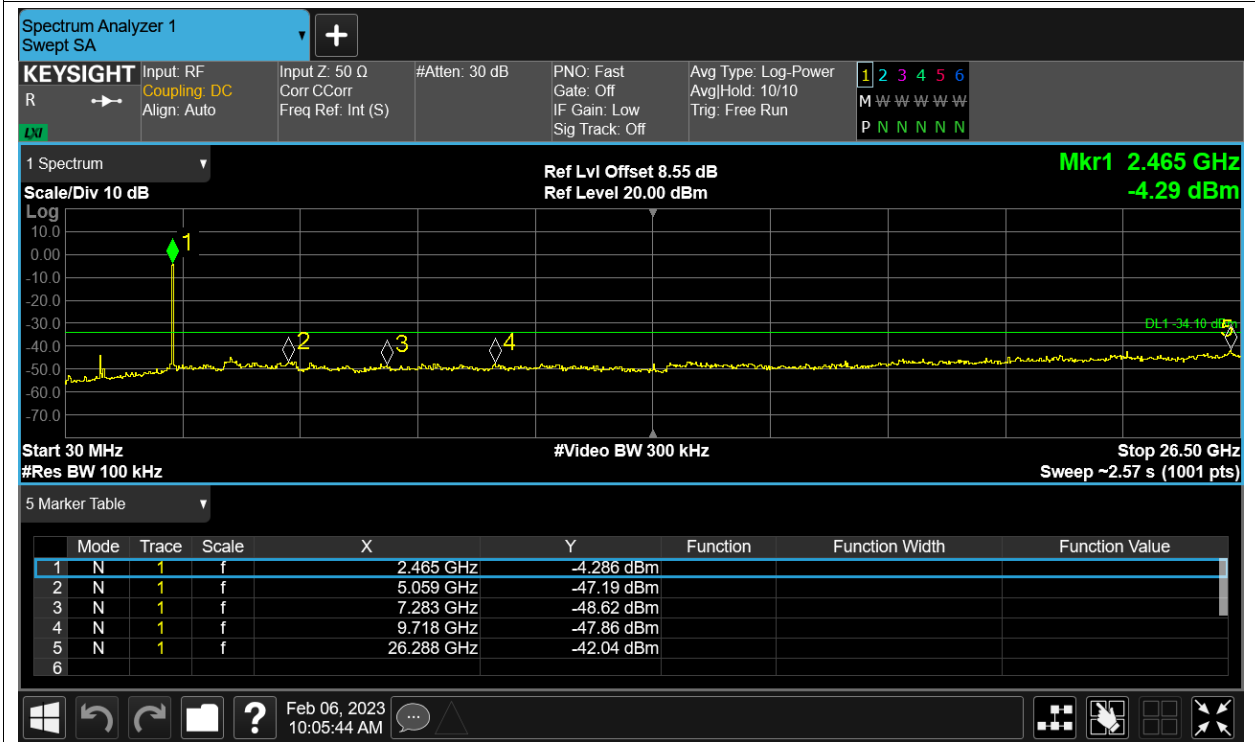 Spectrum Analyzer 1
Swept SA
+
KEYSIGHT Input: RF Input Z: 50 Ω #Atten: 30 dB PNO: Fast Avg Type: Log-Power 1 2 3 4 5 6
R Coupling: DC Corr CCorr Gate: Off Avg|Hold: 10/10 M W W W W W
Align: Auto Freq Ref: Int (S) IF Gain: Low Trig: Free Run
LXI Sig Track: Off P N N N N N
1 Spectrum Ref Lvl Offset 8.55 dB Mkr1 2.465 GHz
Scale/Div 10 dB Ref Level 20.00 dBm -4.29 dBm
Log
10.0 1
0.00
-10.0
-20.0
-30.0 DL1 -34.10 dBm
-40.0 2 3 4 5
-50.0
-60.0
-70.0
Start 30 MHz #Video BW 300 kHz Stop 26.50 GHz
#Res BW 100 kHz Sweep ~2.57 s (1001 pts)
5 Marker Table
Mode Trace Scale X Y Function Function Width Function Value
1 N 1 f 2.465 GHz -4.286 dBm
2 N 1 f 5.059 GHz -47.19 dBm
3 N 1 f 7.283 GHz -48.62 dBm
4 N 1 f 9.718 GHz -47.86 dBm
5 N 1 f 26.288 GHz -42.04 dBm
6
? Feb 06, 2023
10:05:44 AM